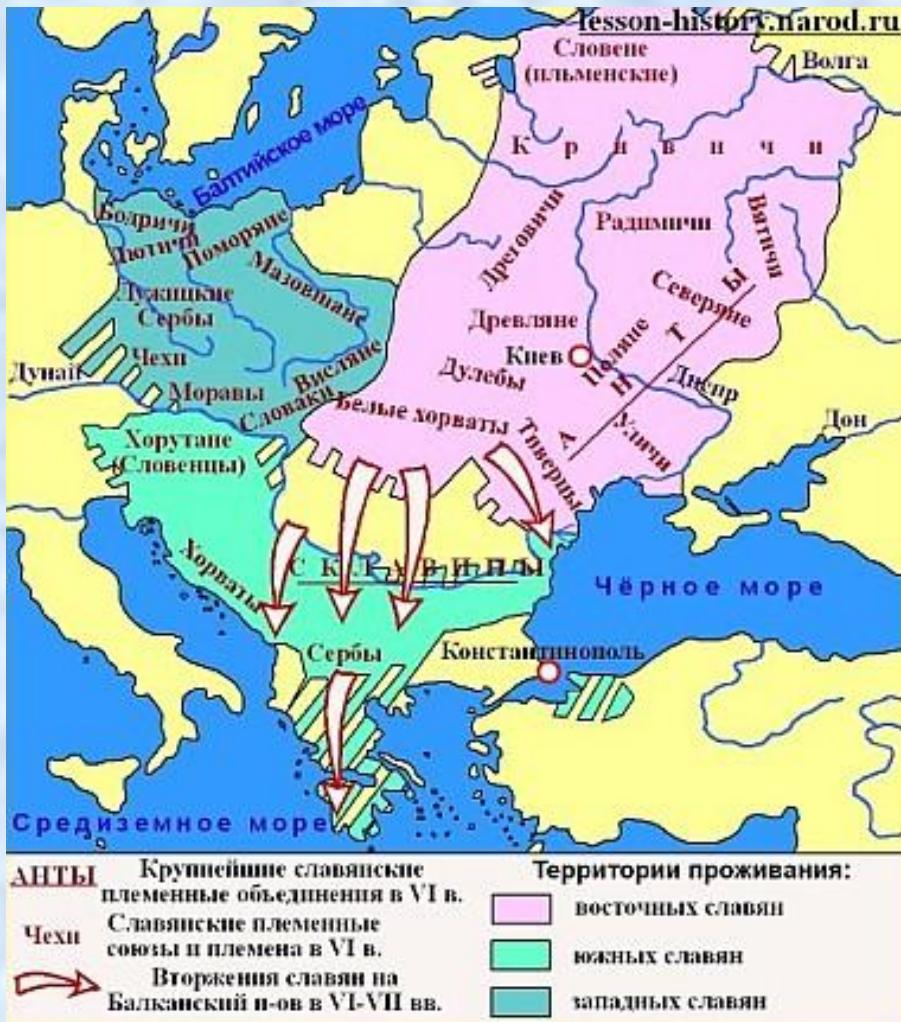 lesson-history.narod.ru
Словене
(ильменские)
Волга
Кривичи
Балтийское море
Бодричи
Лютичи
Поморяне
Мазовшане
Лужицкие
Сербы
Чехи
Дунай
Моравы
Висляне
Словаки
Дреговичи
Радимичи
Вятичи
Северяне
Древляне
Киев
Поляне
Дулебы
Днепр
АНТЫ
Белые хорваты
Уличи
Тиверцы
Дон
Хорутане
(Словенцы)
Хорваты
СКЛАВИНЫ
Чёрное море
Сербы
Константинополь
Средиземное море
АНТЫ Крупнейшие славянские
племенные объединения в VI в.
Чехи Славянские племенные
союзы и племена в VI в.
Вторжения славян на
Балканский п-ов в VI-VII вв.
Территории проживания:
восточных славян
южных славян
западных славян